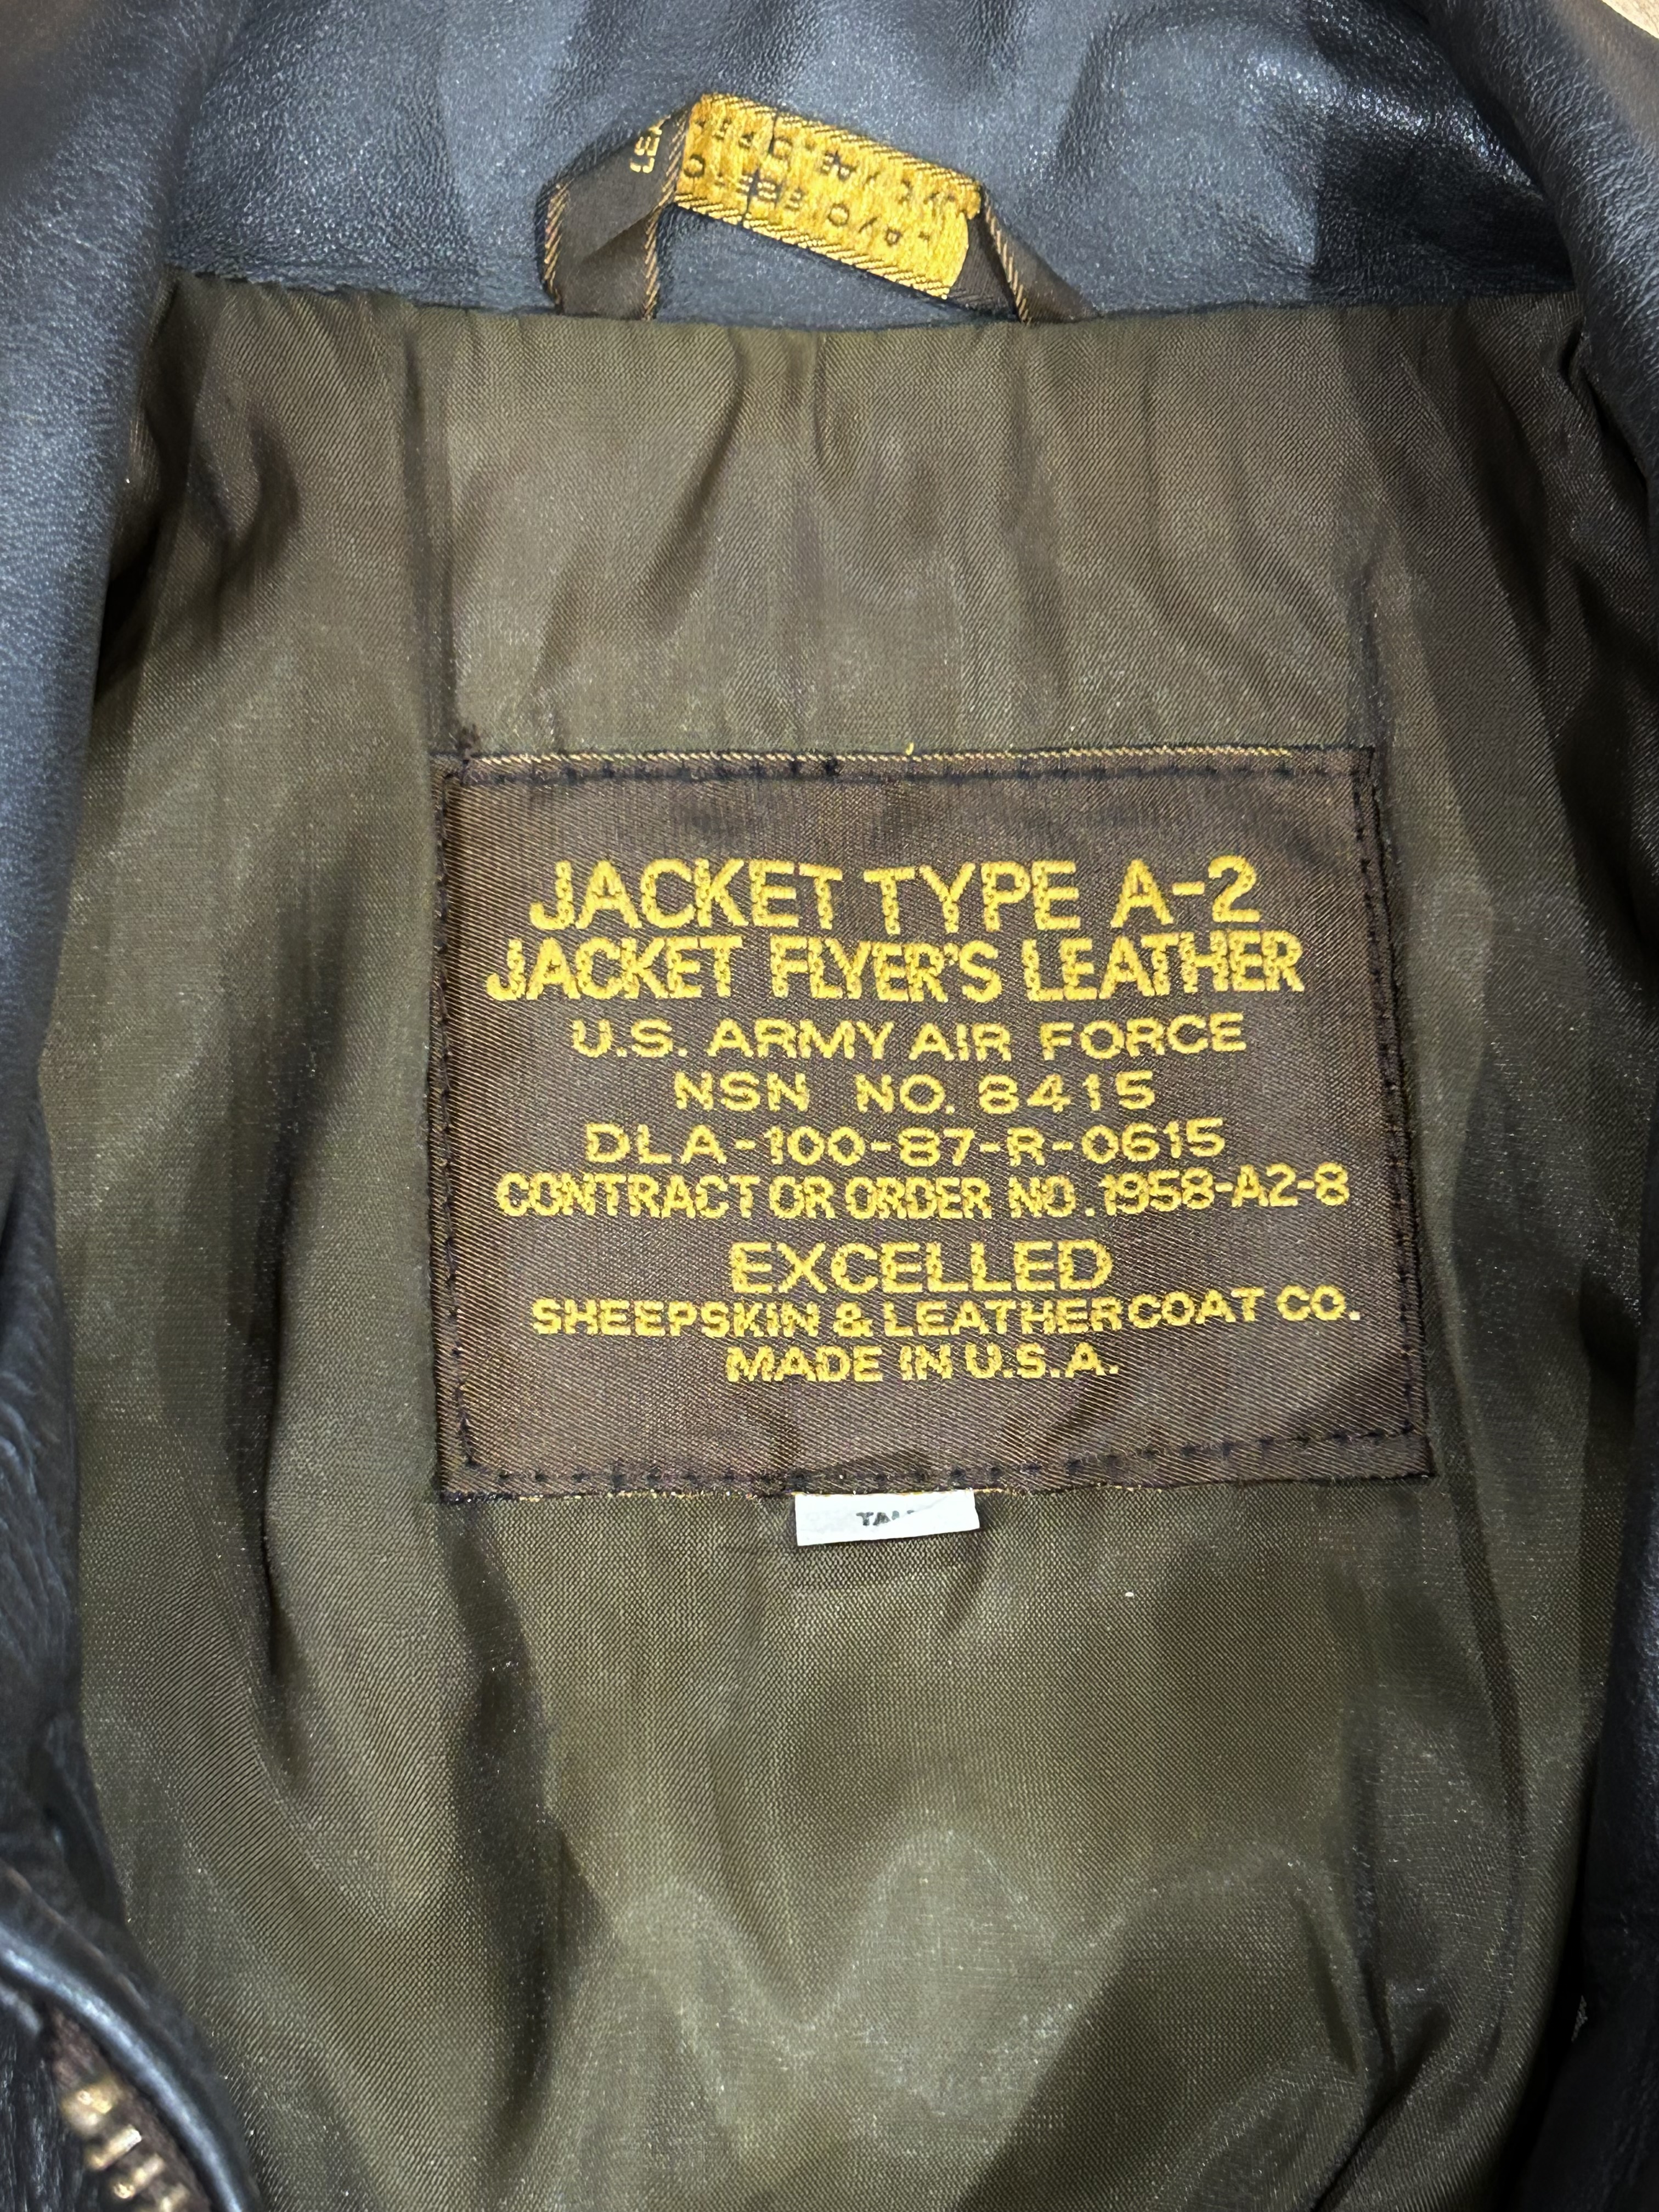 JACKET TYPE A-2
JACKET FLYER'S LEATHER
U.S. ARMY AIR FORCE
NSN NO. 8415
DLA-100-87-R-0615
CONTRACT OR ORDER NO. 1958-A2-8
EXCELLED
SHEEPSKIN & LEATHER COAT CO.
MADE IN U.S.A.